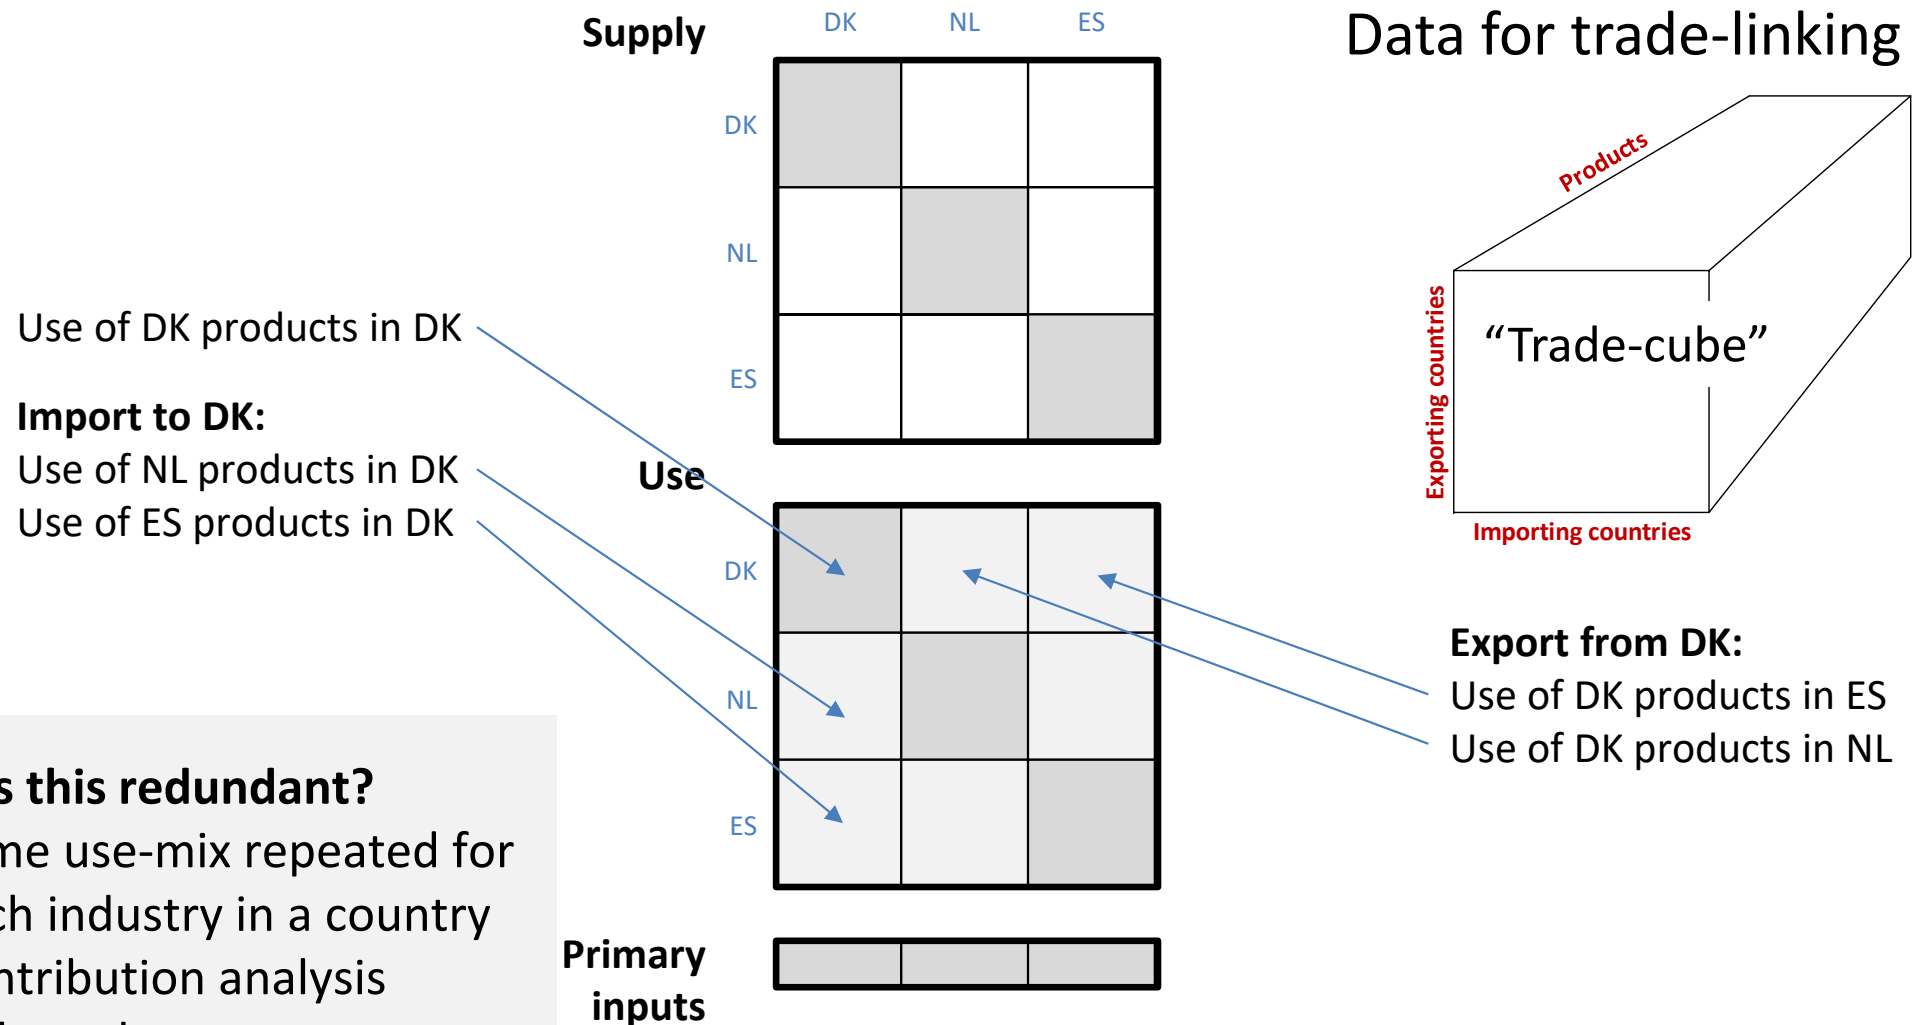 Data for trade-linking
Supply
DK NL ES
DK
NL
ES
Products
Exporting countries
“Trade-cube”
Importing countries
Use of DK products in DK
Import to DK:
Use of NL products in DK
Use of ES products in DK
Use
DK
NL
ES
Export from DK:
Use of DK products in ES
Use of DK products in NL
s this redundant?
me use-mix repeated for
ch industry in a country
ntribution analysis
Primary
inputs